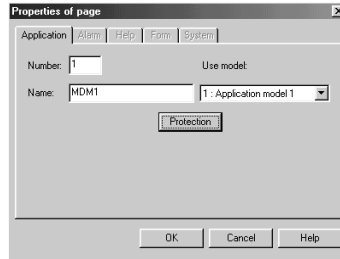 Properties of page
Application Alarm Help Form System
Number: 1 Use model:
Name: MDM1 1 : Application model 1
Protection
OK Cancel Help